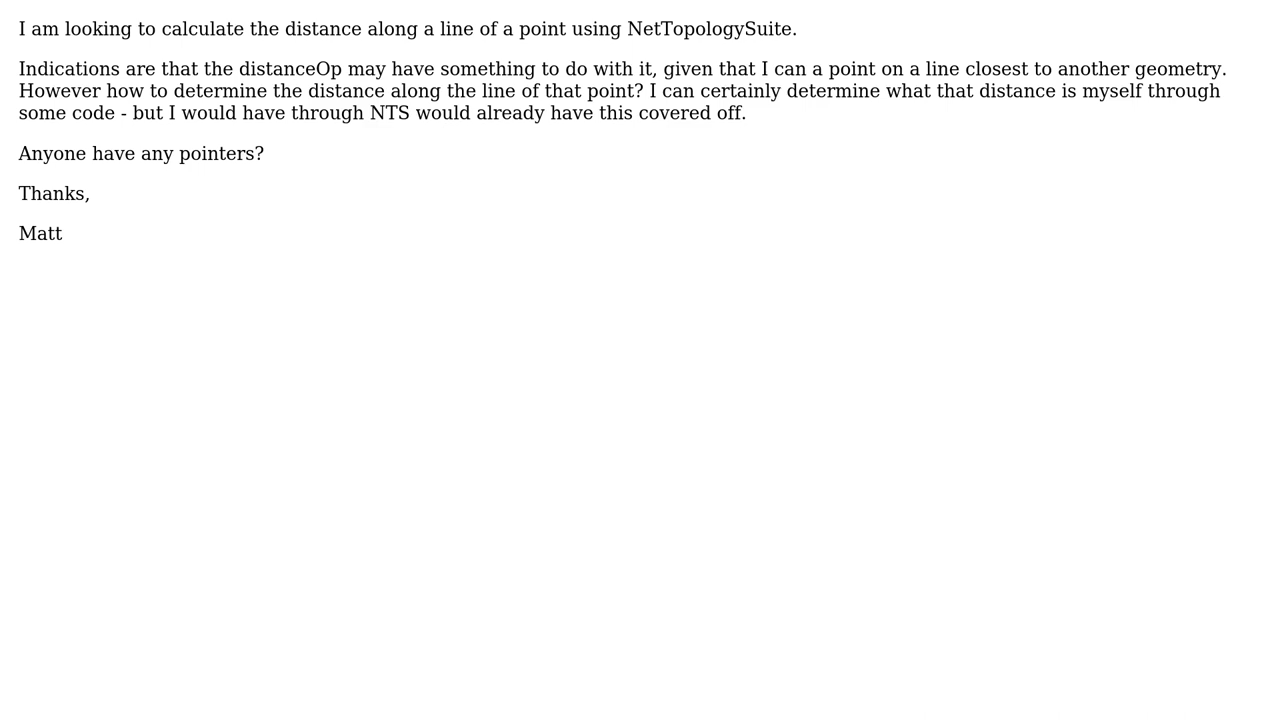 I am looking to calculate the distance along a line of a point using NetTopologySuite.
Indications are that the distanceOp may have something to do with it, given that I can a point on a line closest to another geometry.
However how to determine the distance along the line of that point? I can certainly determine what that distance is myself through
some code - but I would have through NTS would already have this covered off.
Anyone have any pointers?
Thanks,
Matt